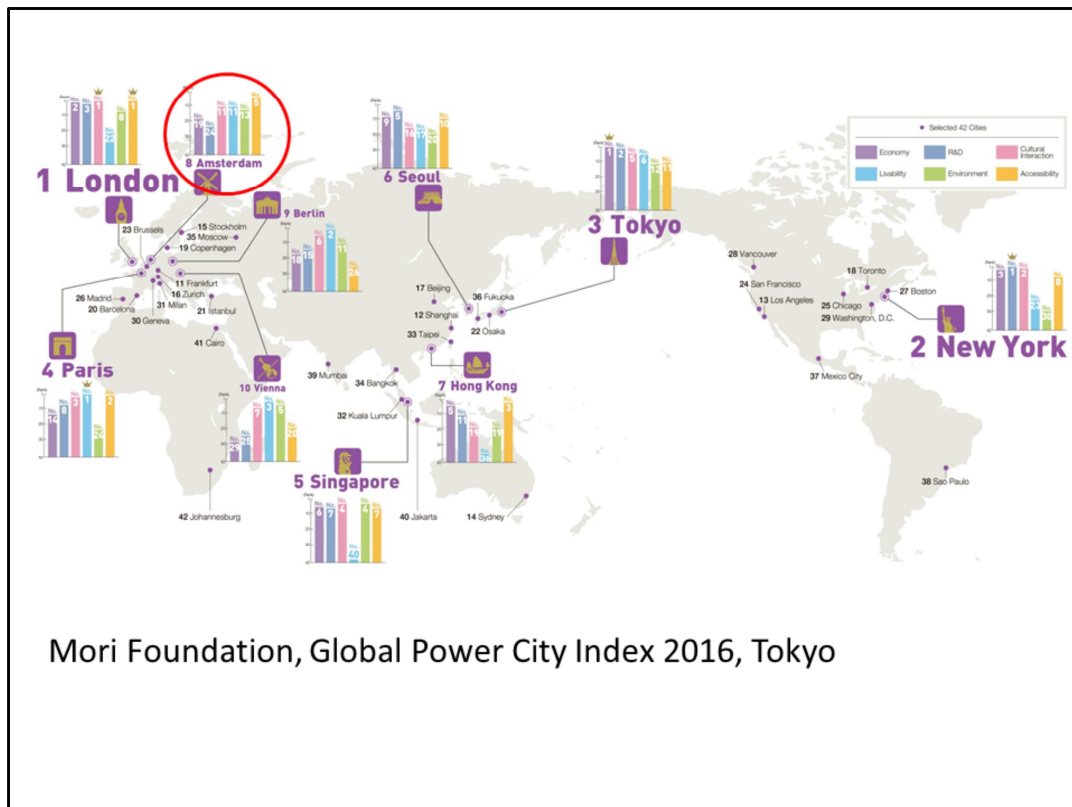 1 London
8 Amsterdam
6 Seoul
3 Tokyo
Selected 42 Cities
Economy
R&D
Cultural
Interaction
Livability
Environment
Accessibility
9 Berlin
23 Brussels
15 Stockholm
35 Moscow
19 Copenhagen
11 Frankfurt
16 Zurich
31 Milan
26 Madrid
20 Barcelona
30 Geneva
21 Istanbul
41 Cairo
4 Paris
10 Vienna
17 Beijing
36 Fukuoka
12 Shanghai
22 Osaka
33 Taipei
39 Mumbai
34 Bangkok
7 Hong Kong
32 Kuala Lumpur
5 Singapore
40 Jakarta
14 Sydney
42 Johannesburg
28 Vancouver
18 Toronto
24 San Francisco
27 Boston
13 Los Angeles
25 Chicago
29 Washington, D.C.
2 New York
37 Mexico City
38 Sao Paulo
Mori Foundation, Global Power City Index 2016, Tokyo